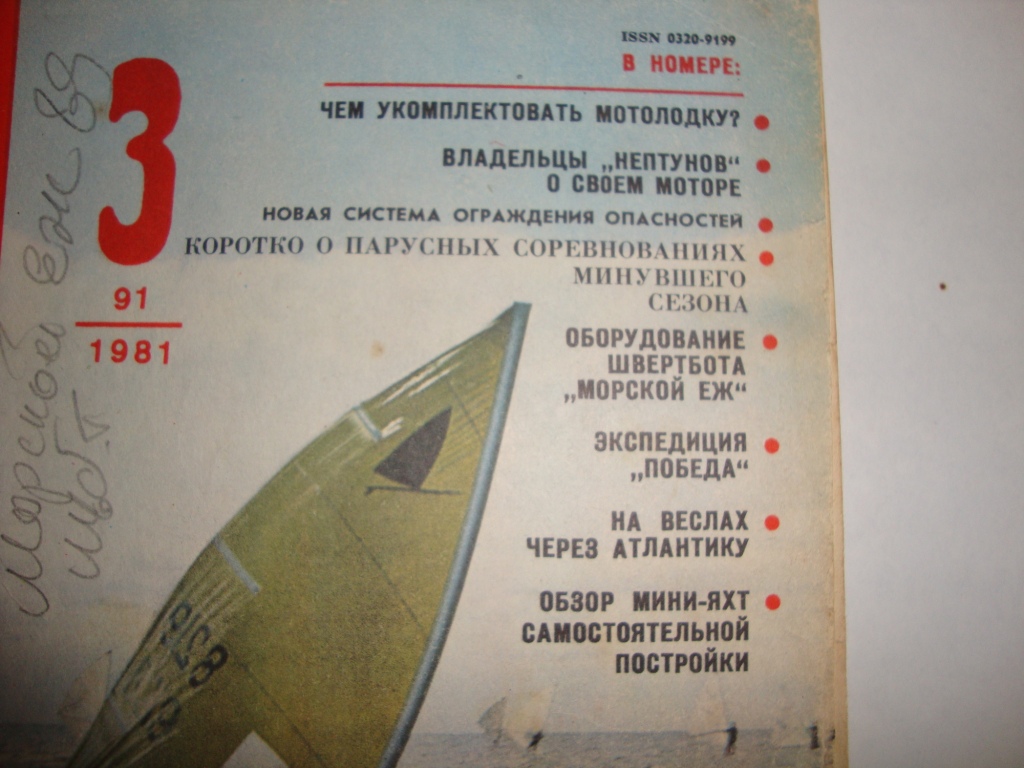 ISSN 0320-9199
В НОМЕРЕ:
3
91
1981
ЧЕМ УКОМПЛЕКТОВАТЬ МОТОЛОДКУ?
ВЛАДЕЛЬЦЫ „НЕПТУНОВ“
О СВОЕМ МОТОРЕ
НОВАЯ СИСТЕМА ОГРАЖДЕНИЯ ОПАСНОСТЕЙ
КОРОТКО О ПАРУСНЫХ СОРЕВНОВАНИЯХ
МИНУВШЕГО
СЕЗОНА
ОБОРУДОВАНИЕ
ШВЕРТБОТА
„МОРСКОЙ ЕЖ“
ЭКСПЕДИЦИЯ
„ПОБЕДА“
НА ВЕСЛАХ
ЧЕРЕЗ АТЛАНТИКУ
ОБЗОР МИНИ-ЯХТ
САМОСТОЯТЕЛЬНОЙ
ПОСТРОЙКИ
Морской